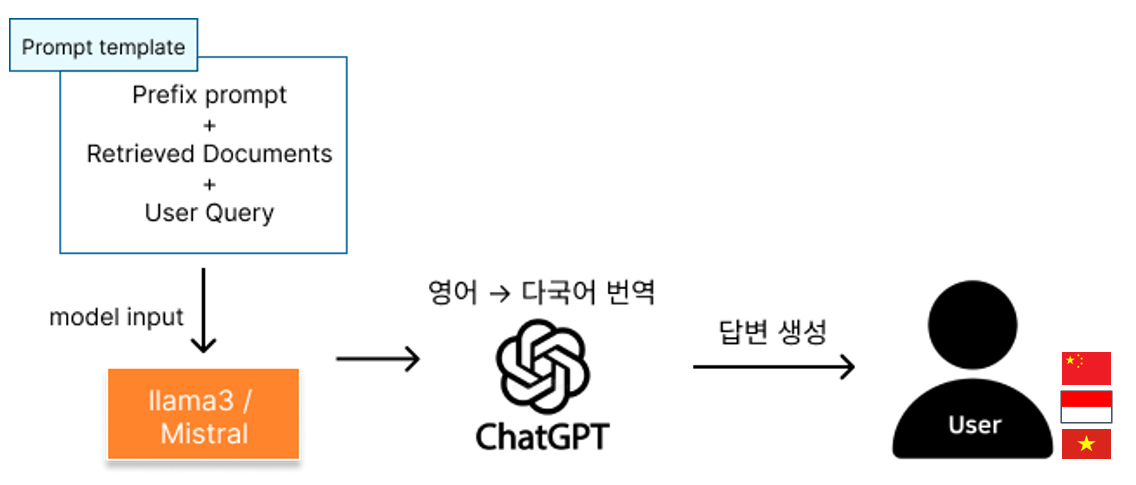 Prompt template
Prefix prompt
+
Retrieved Documents
+
User Query
model input
llama3 /
Mistral
영어 → 다국어 번역
ChatGPT
답변 생성
User